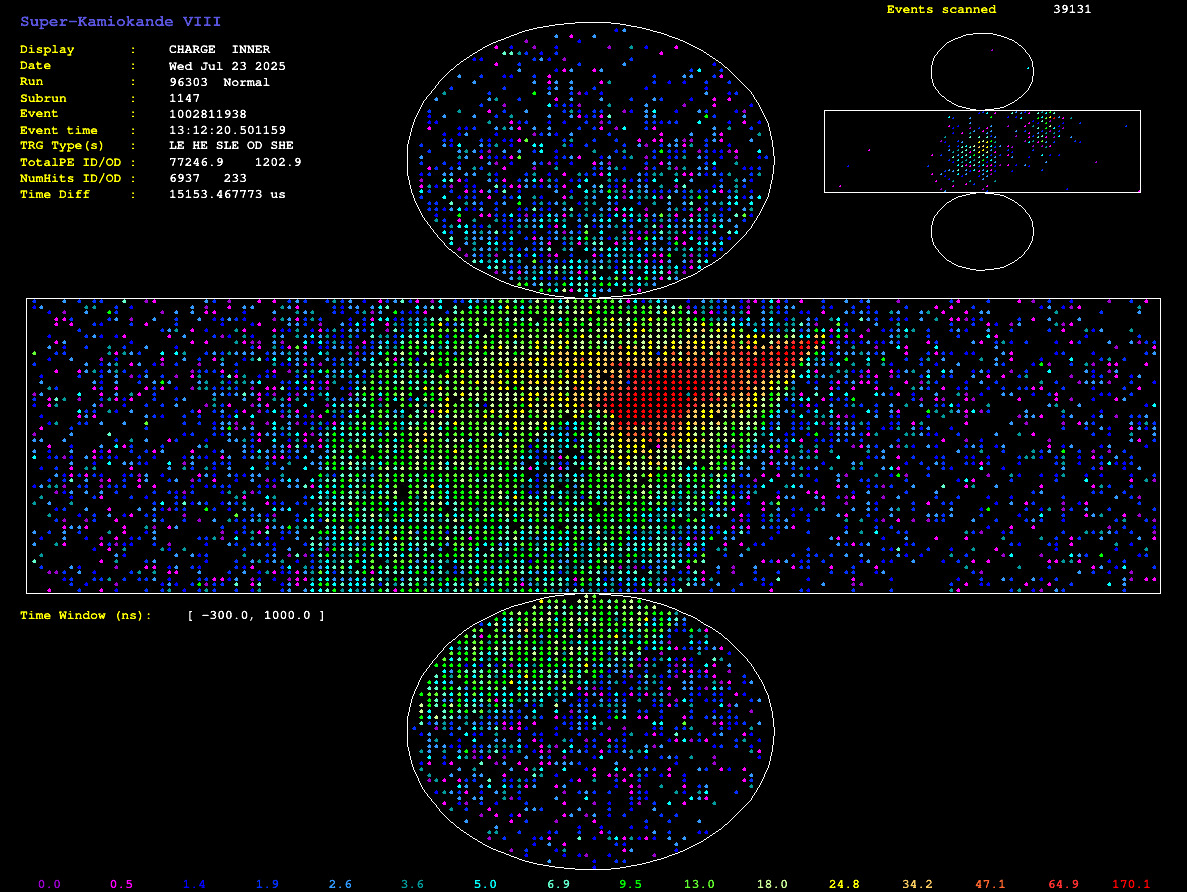 Super-Kamiokande VIII
Events scanned 39131
Display : CHARGE INNER
Date : Wed Jul 23 2025
Run : 96303 Normal
Subrun : 1147
Event : 1002811938
Event time : 13:12:20.501159
TRG Type(s) : LE HE SLE OD SHE
TotalPE ID/OD : 77246.9 1202.9
NumHits ID/OD : 6937 233
Time Diff : 15153.467773 us
Time Window (ns): [ -300.0, 1000.0 ]
0.0 0.5 1.4 1.9 2.6 3.6 5.0 6.9 9.5 13.0 18.0 24.8 34.2 47.1 64.9 170.1